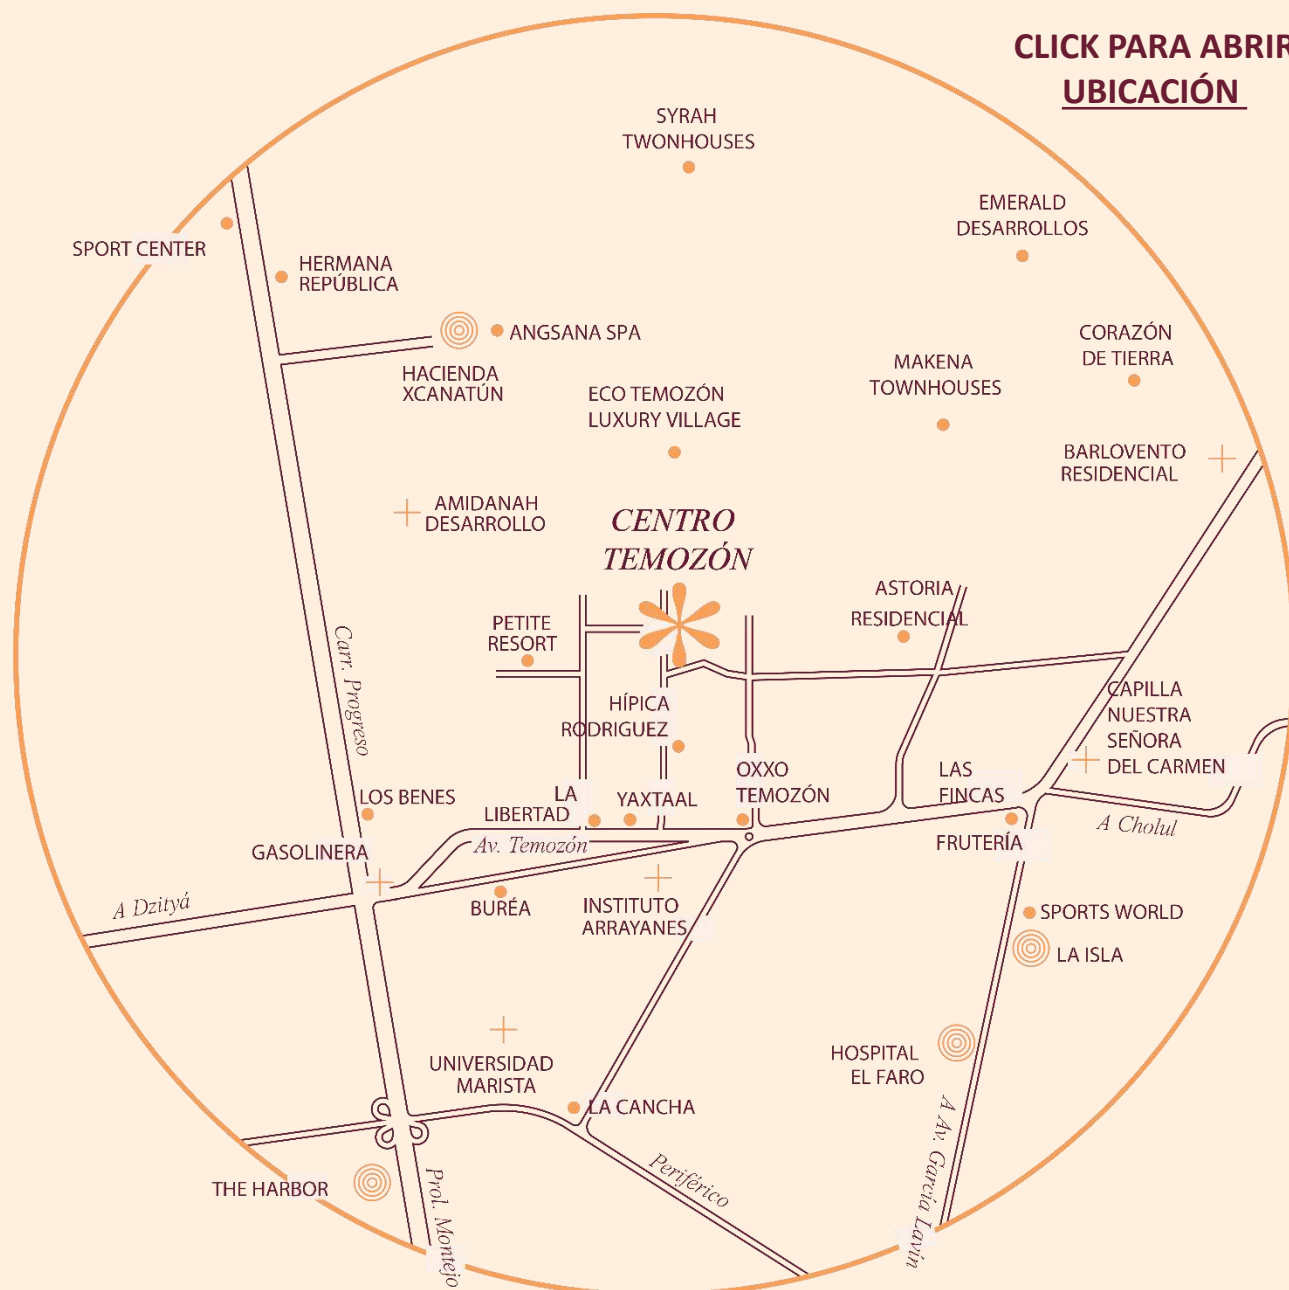 CLICK PARA ABRIR
UBICACIÓN
SYRAH
TWONHOUSES
EMERALD
DESARROLLOS
SPORT CENTER
HERMANA
REPÚBLICA
ANGSANA SPA
HACIENDA
XCANATÚN
CORAZÓN
DE TIERRA
MAKENA
TOWNHOUSES
ECO TEMOZÓN
LUXURY VILLAGE
BARLOVENTO
RESIDENCIAL
AMIDANAH
DESARROLLO
CENTRO
TEMOZÓN
ASTORIA
RESIDENCIAL
PETITE
RESORT
Carr. Progreso
HÍPICA
RODRIGUEZ
CAPILLA
NUESTRA
SEÑORA
DEL CARMEN
OXXO
TEMOZÓN
LAS
FINCAS
LOS BENES
LA
LIBERTAD
YAXTAAL
A Cholul
Av. Temozón
FRUTERÍA
GASOLINERA
A Dzityá
BURÉA
INSTITUTO
ARRAYANES
SPORTS WORLD
LA ISLA
UNIVERSIDAD
MARISTA
HOSPITAL
EL FARO
LA CANCHA
A Av. García Lavín
Periférico
THE HARBOR
Prol. Montejo